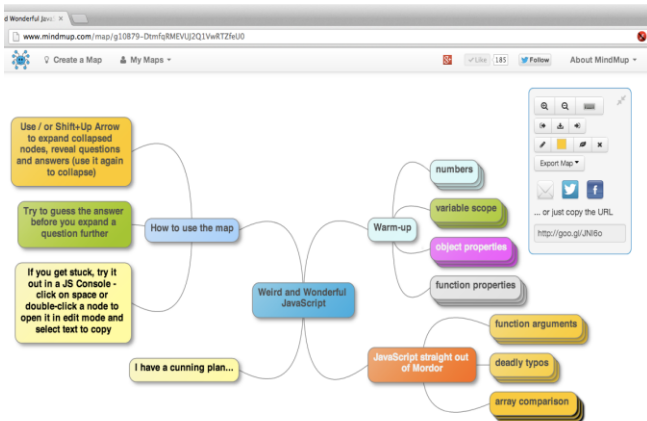 d Wonderful Java
www.mindmup.com/map/g10879-DtmfqRMEVUJ2Q1VwRTZfeU0
Create a Map
My Maps
Like
185
Follow
About MindMup
Use / or Shift+Up Arrow
to expand collapsed
nodes, reveal questions
and answers (use it again
to collapse)
Try to guess the answer
before you expand a
question further
If you get stuck, try it
out in a JS Console -
click on space or
double-click a node to
open it in edit mode and
select text to copy
How to use the map
I have a cunning plan...
Weird and Wonderful
JavaScript
Warm-up
numbers
variable scope
object properties
function properties
JavaScript straight out
of Mordor
function arguments
deadly typos
array comparison
Export Map
... or just copy the URL
http://goo.gl/JNl6o